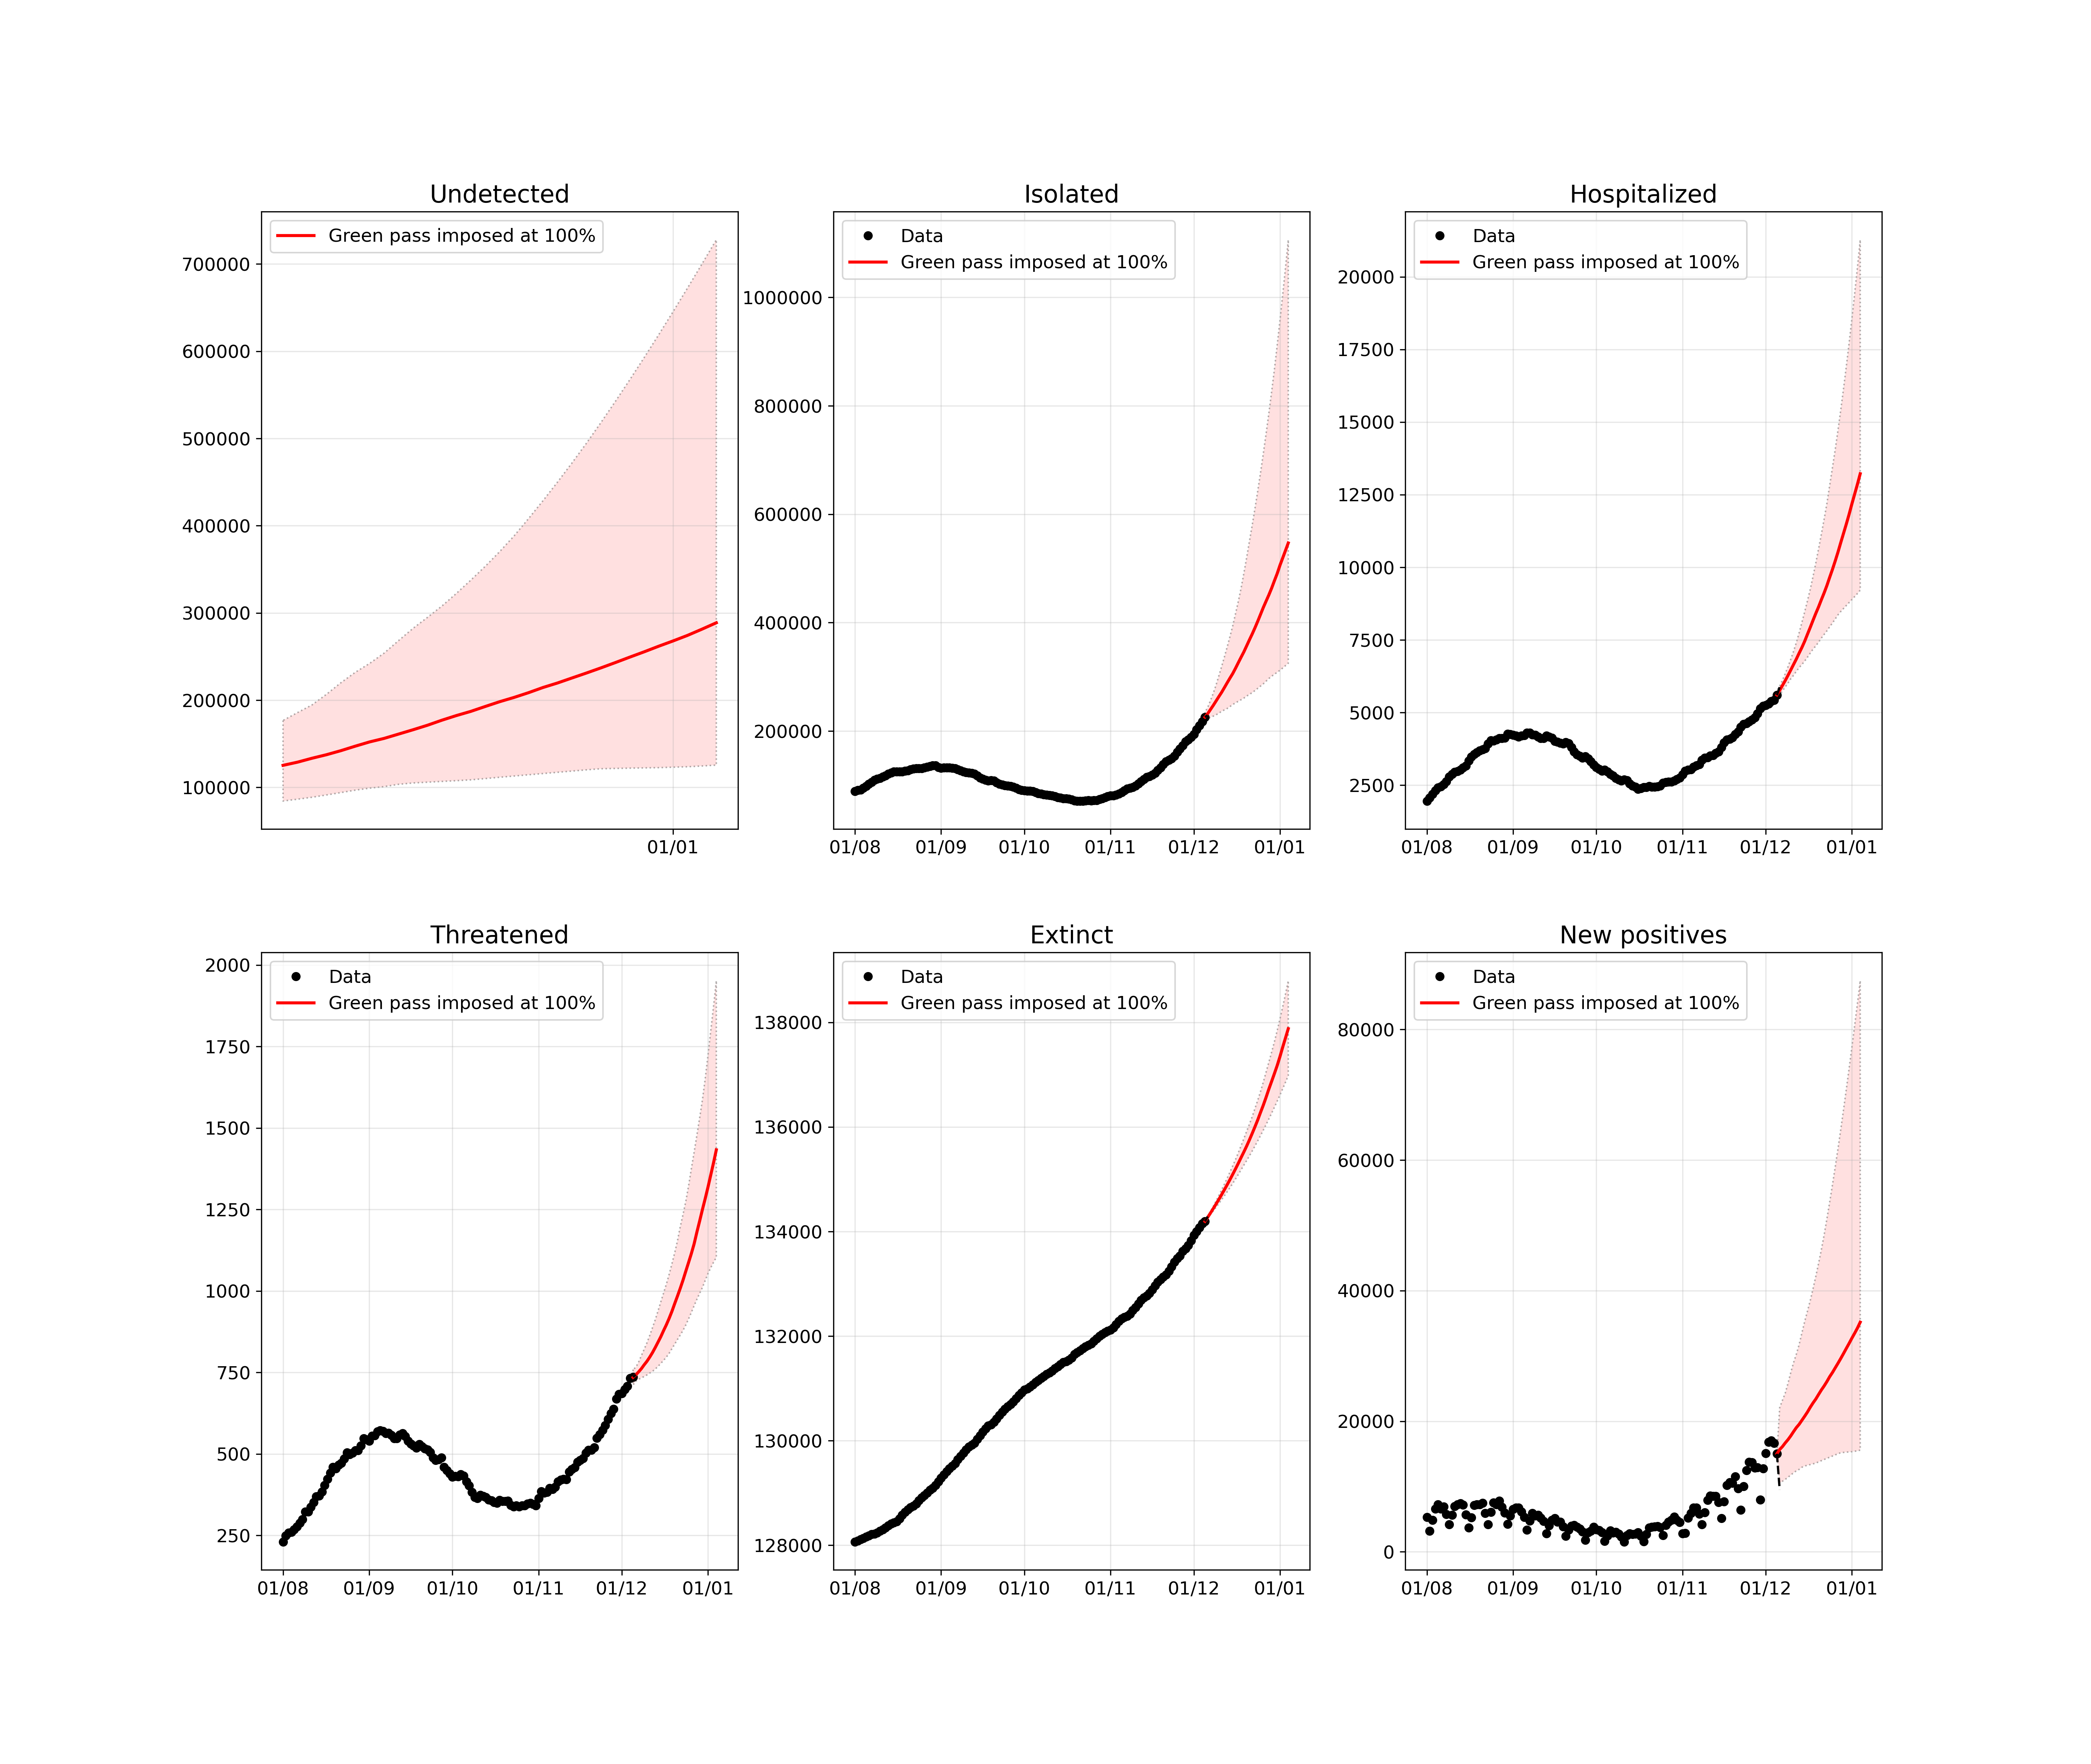 Undetected
Green pass imposed at 100%
700000
600000
500000
400000
300000
200000
100000
01/01
Isolated
Data
Green pass imposed at 100%
1000000
800000
600000
400000
200000
01/08 01/09 01/10 01/11 01/12 01/01
Hospitalized
Data
Green pass imposed at 100%
20000
17500
15000
12500
10000
7500
5000
2500
01/08 01/09 01/10 01/11 01/12 01/01
Threatened
Data
Green pass imposed at 100%
2000
1750
1500
1250
1000
750
500
250
01/08 01/09 01/10 01/11 01/12 01/01
Extinct
Data
Green pass imposed at 100%
138000
136000
134000
132000
130000
128000
01/08 01/09 01/10 01/11 01/12 01/01
New positives
Data
Green pass imposed at 100%
80000
60000
40000
20000
0
01/08 01/09 01/10 01/11 01/12 01/01